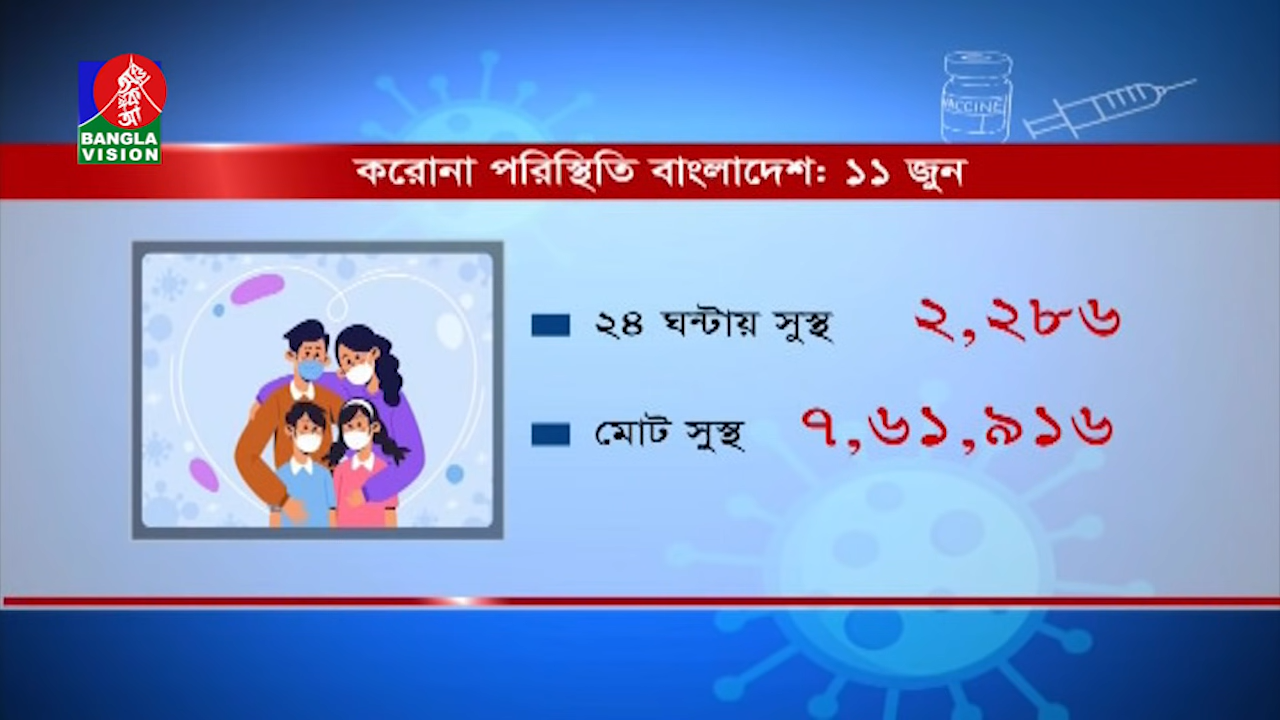 BANGLA
VISION
VACCINE
করোনা পরিস্থিতি বাংলাদেশ: ১১ জুন
২৪ ঘন্টায় সুস্থ ২,২৮৬
মোট সুস্থ ৭,৬১,৯১৬